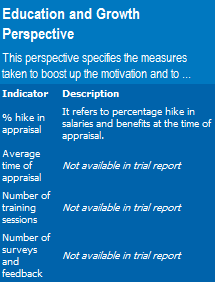 Education and Growth
Perspective
This perspective specifies the measures
taken to boost up the motivation and to ...
Indicator Description
% hike in
appraisal
It refers to percentage hike in
salaries and benefits at the time of
appraisal.
Average
time of
appraisal
Not available in trial report
Number of
training
sessions
Not available in trial report
Number of
surveys
and
feedback
Not available in trial report